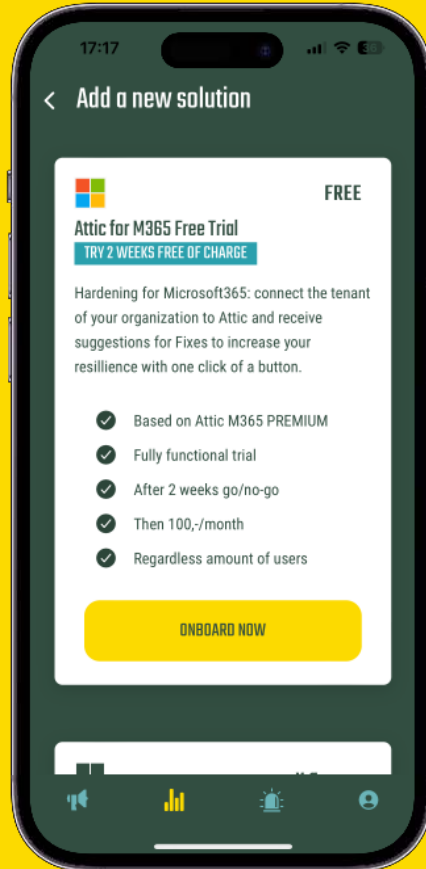 17:17
Add a new solution
FREE
Attic for M365 Free Trial
TRY 2 WEEKS FREE OF CHARGE
Hardening for Microsoft365: connect the tenant
of your organization to Attic and receive
suggestions for Fixes to increase your
resillience with one click of a button.
Based on Attic M365 PREMIUM
Fully functional trial
After 2 weeks go/no-go
Then 100,-/month
Regardless amount of users
ONBOARD NOW